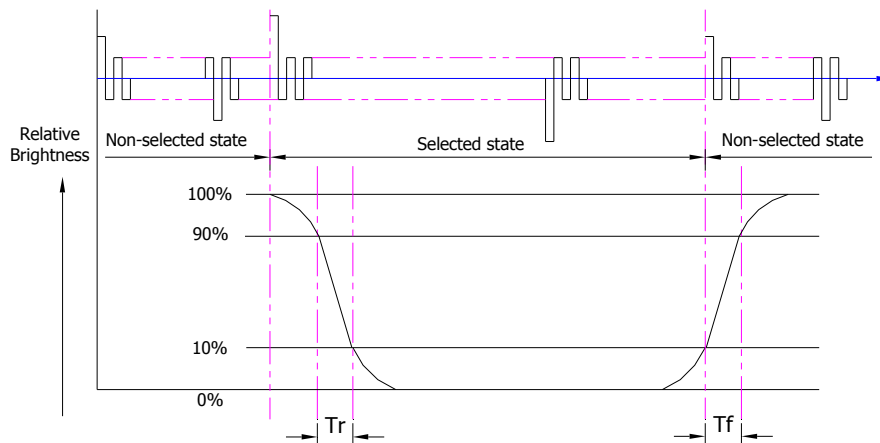 Relative
Brightness
Non-selected state
Selected state
Non-selected state
100%
90%
10%
0%
Tr
Tf